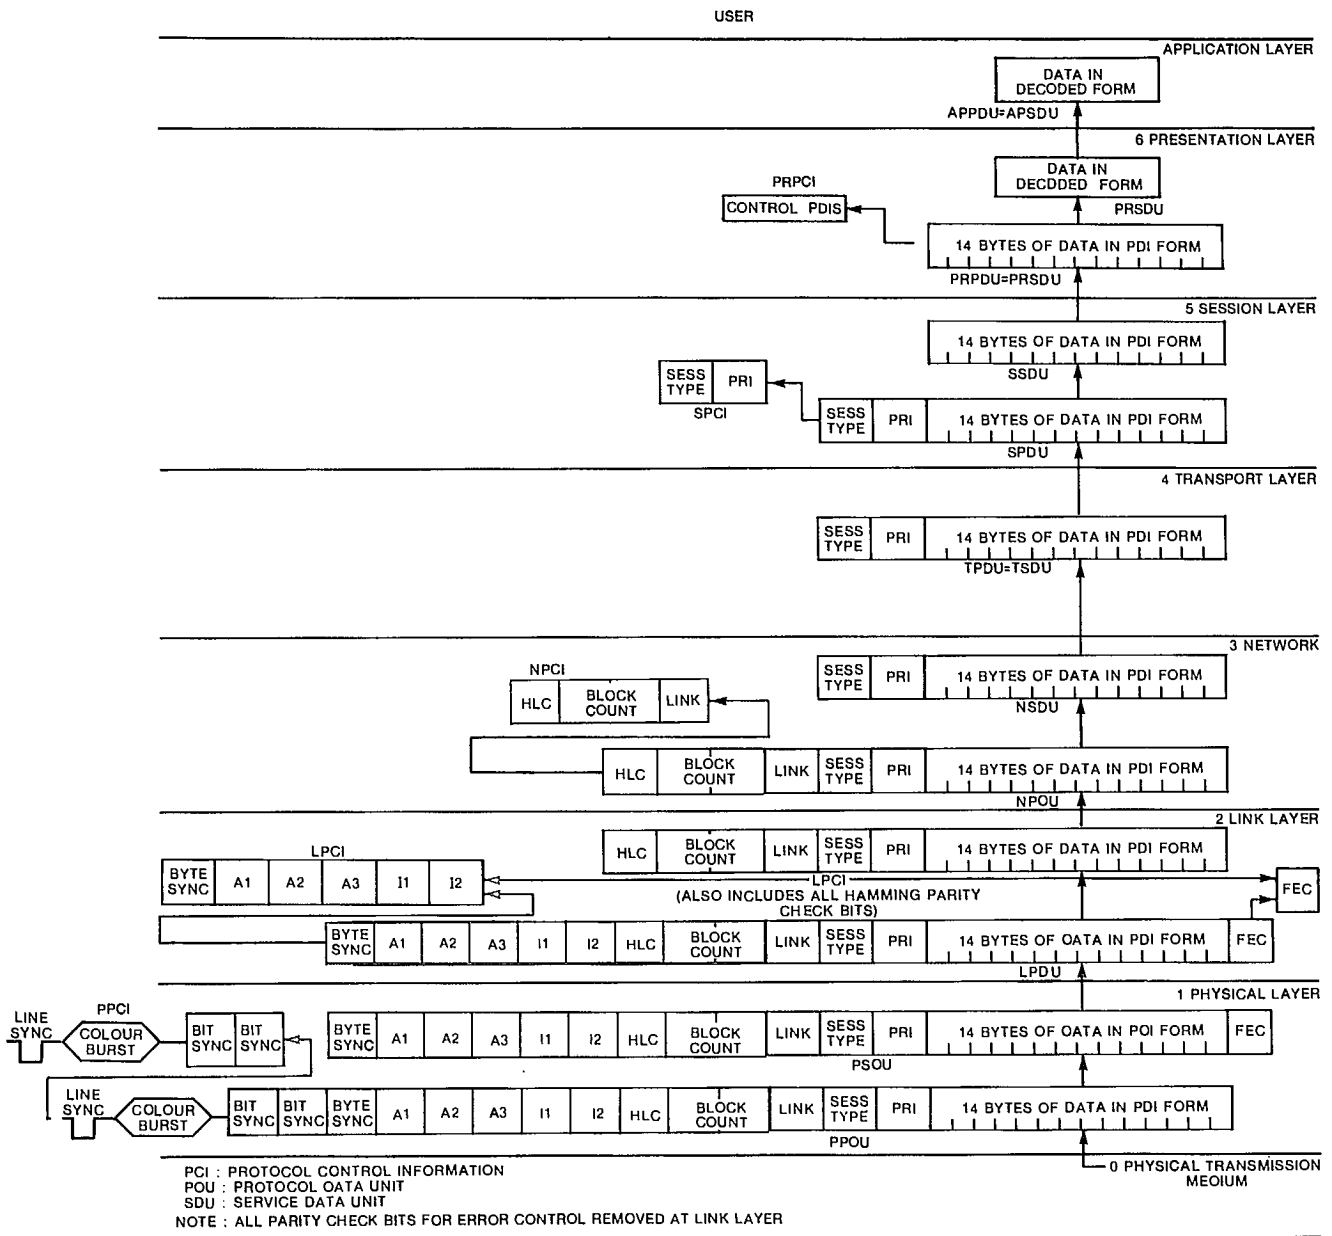 USER
APPLICATION LAYER
DATA IN
DECODED FORM
APPDU=APSDU
6 PRESENTATION LAYER
DATA IN
DECDDED FORM
PRPCI
CONTROL PDIS
PRSDU
14 BYTES OF DATA IN PDI FORM
PRPDU=PRSDU
5 SESSION LAYER
14 BYTES OF DATA IN PDI FORM
SSDU
SESS TYPE PRI
SPCI
SESS TYPE PRI 14 BYTES OF DATA IN PDI FORM
SPDU
4 TRANSPORT LAYER
SESS TYPE PRI 14 BYTES OF DATA IN PDI FORM
TPDU=TSDU
3 NETWORK
SESS TYPE PRI 14 BYTES OF DATA IN PDI FORM
NSDU
NPCI
HLC BLOCK COUNT LINK
HLC BLOCK COUNT LINK SESS TYPE PRI 14 BYTES OF DATA IN PDI FORM
NPOU
2 LINK LAYER
HLC BLOCK COUNT LINK SESS TYPE PRI 14 BYTES OF DATA IN PDI FORM
LPCI
BYTE SYNC A1 A2 A3 I1 I2
LPCI
(ALSO INCLUDES ALL HAMMING PARITY
CHECK BITS)
FEC
BYTE SYNC A1 A2 A3 I1 I2 HLC BLOCK COUNT LINK SESS TYPE PRI 14 BYTES OF OATA IN PDI FORM FEC
LPDU
1 PHYSICAL LAYER
PPCI
LINE SYNC COLOUR BURST BIT SYNC BIT SYNC
BYTE SYNC A1 A2 A3 I1 I2 HLC BLOCK COUNT LINK SESS TYPE PRI 14 BYTES OF OATA IN POI FORM FEC
PSOU
LINE SYNC COLOUR BURST BIT SYNC BIT SYNC BYTE SYNC A1 A2 A3 I1 I2 HLC BLOCK COUNT LINK SESS TYPE PRI 14 BYTES OF DATA IN PDI FORM
PPOU
0 PHYSICAL TRANSMISSION
MEOIUM
PCI : PROTOCOL CONTROL INFORMATION
POU : PROTOCOL OATA UNIT
SDU : SERVICE DATA UNIT
NOTE : ALL PARITY CHECK BITS FOR ERROR CONTROL REMOVED AT LINK LAYER